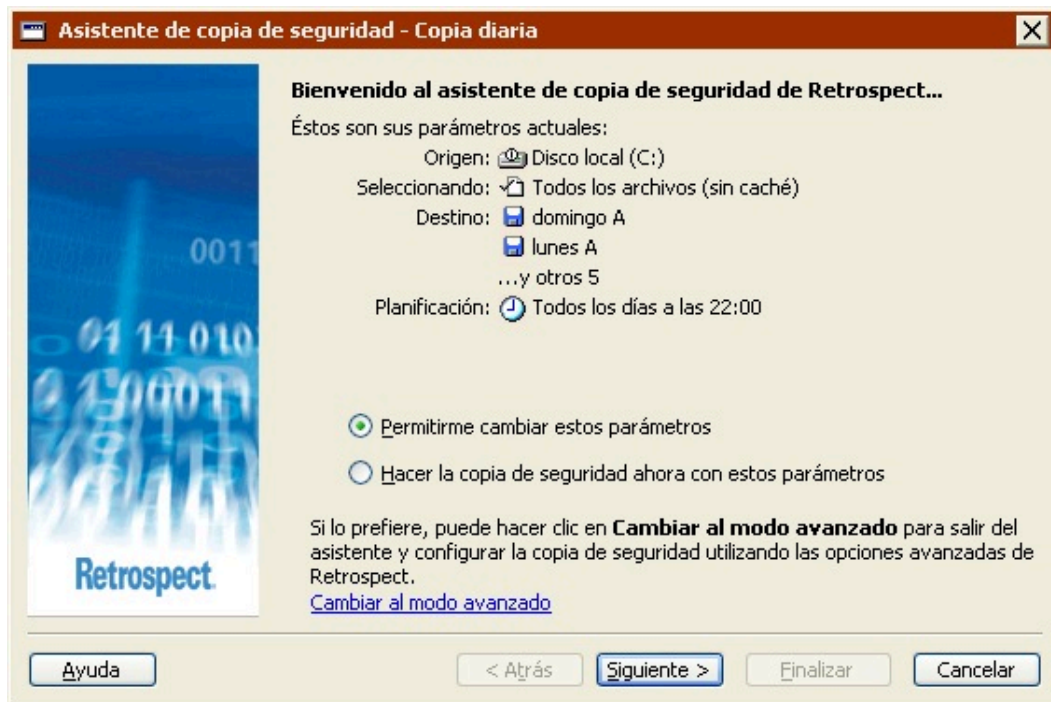 Asistente de copia de seguridad - Copia diaria
Bienvenido al asistente de copia de seguridad de Retrospect...
Éstos son sus parámetros actuales:
Origen: Disco local (C:)
Seleccionando: Todos los archivos (sin caché)
Destino: domingo A
lunes A
...y otros 5
Planificación: Todos los días a las 22:00
0011
01 11 010
Permitirme cambiar estos parámetros
Hacer la copia de seguridad ahora con estos parámetros
Si lo prefiere, puede hacer clic en Cambiar al modo avanzado para salir del
asistente y configurar la copia de seguridad utilizando las opciones avanzadas de
Retrospect.
Cambiar al modo avanzado
Retrospect
Ayuda
< Atrás
Siguiente >
Finalizar
Cancelar